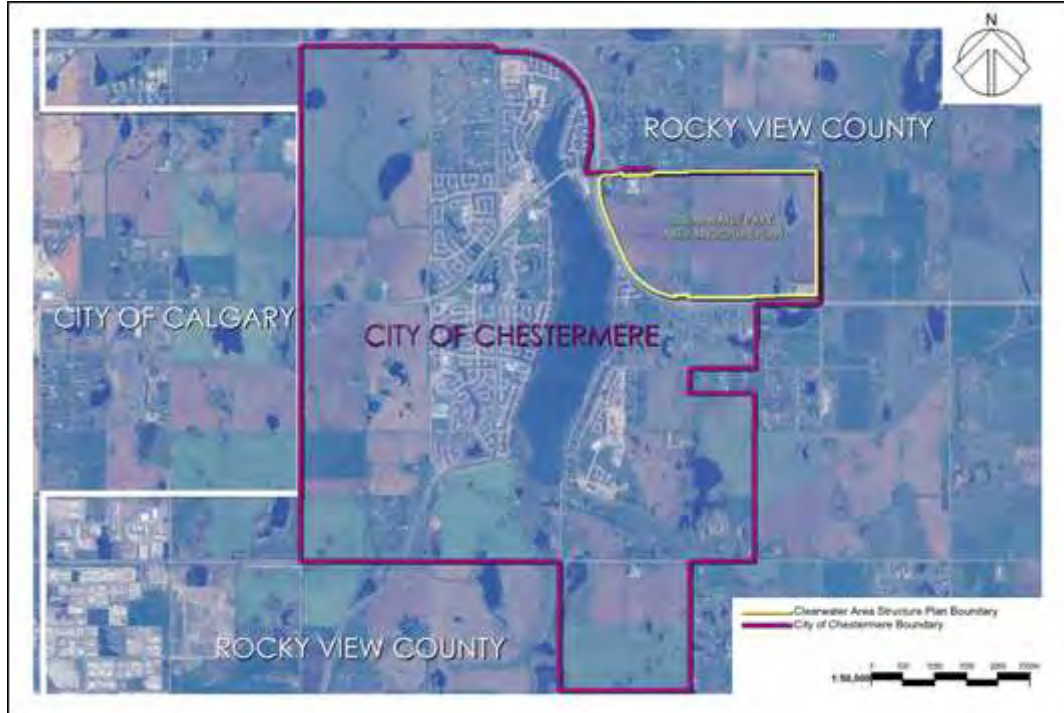 N
ROCKY VIEW COUNTY
CITY OF CALGARY
CITY OF CHESTERMERE
ROCKY VIEW COUNTY
Clearwater Area Structure Plan Boundary
City of Chestermere Boundary
1:50,000